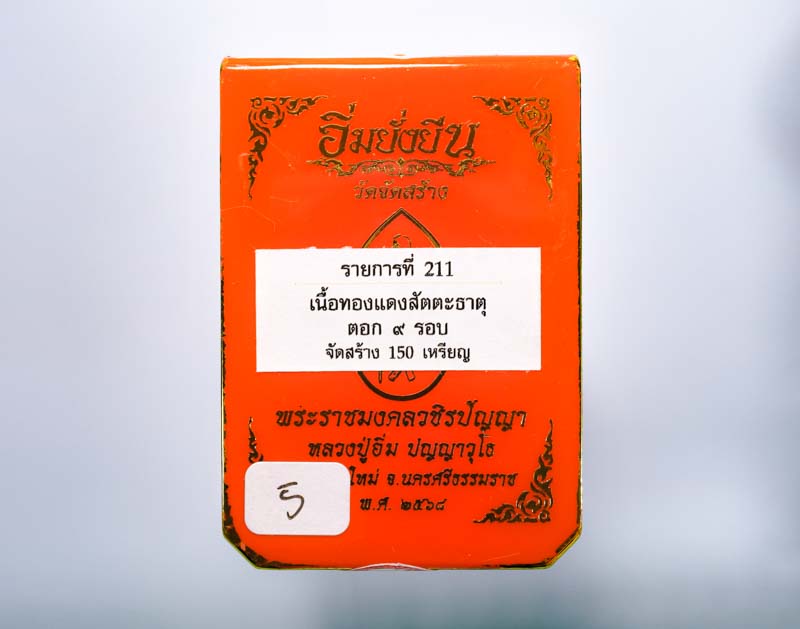 อิ่มยั่งยืน
วัดจัดสร้าง
รายการที่ 211
เนื้อทองแดงสัตตะธาตุ
ตอก ๙ รอบ
จัดสร้าง 150 เหรียญ
พระราชมงคลวชิรปัญญา
หลวงปู่อิ่ม ปญฺญาวุโธ
ใหม่ จ.นครศรีธรรมราช
พ.ศ. ๒๕๖๘